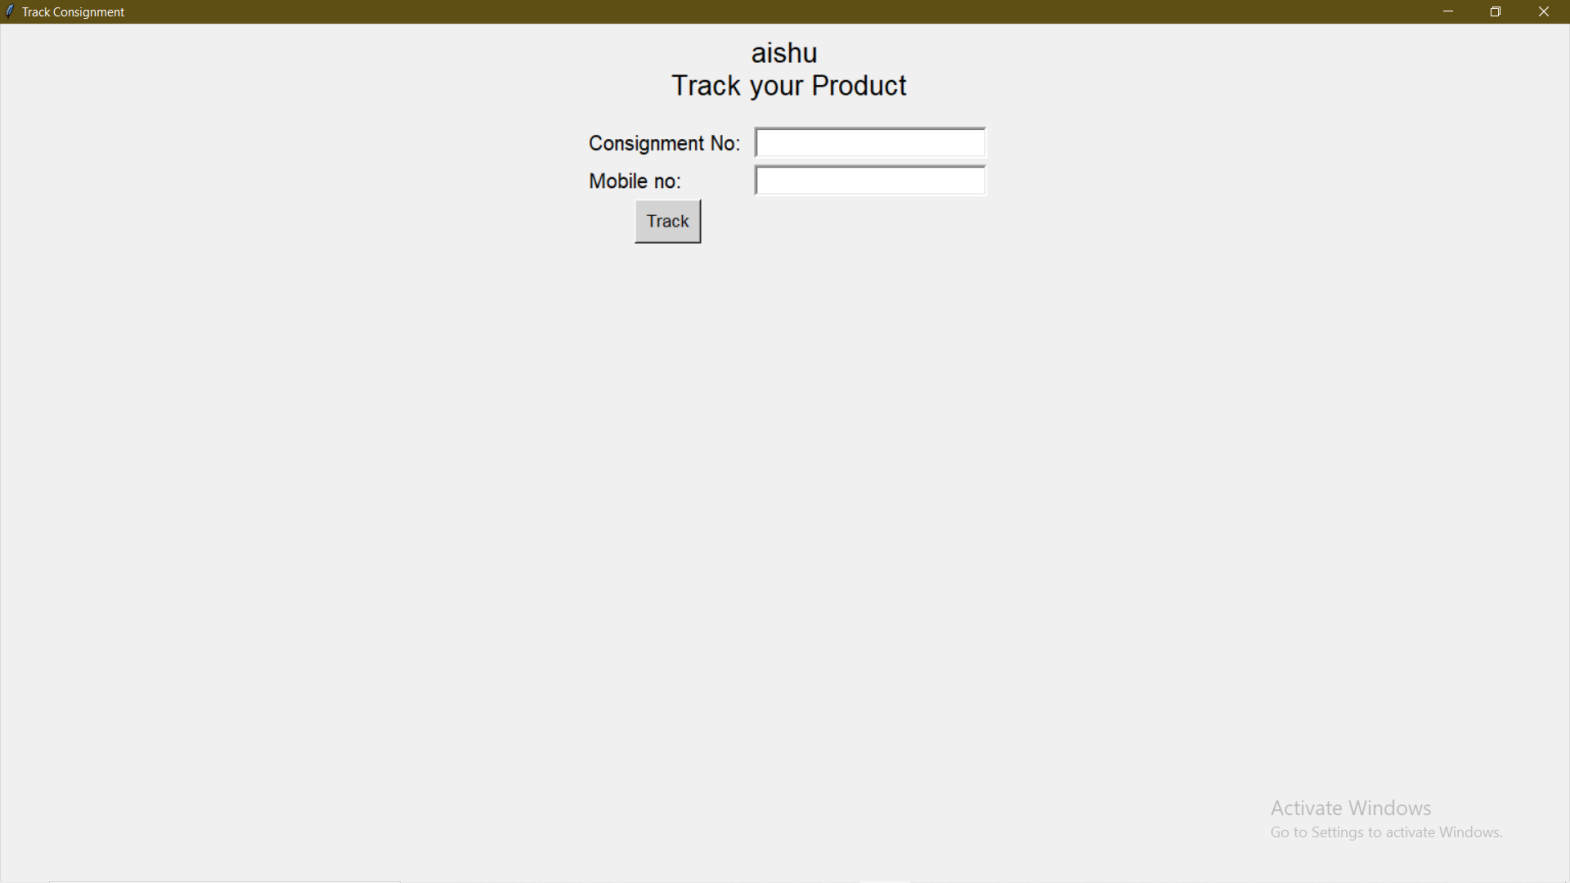 Track Consignment
aishu
Track your Product
Consignment No:
Mobile no:
Track
Activate Windows
Go to Settings to activate Windows.